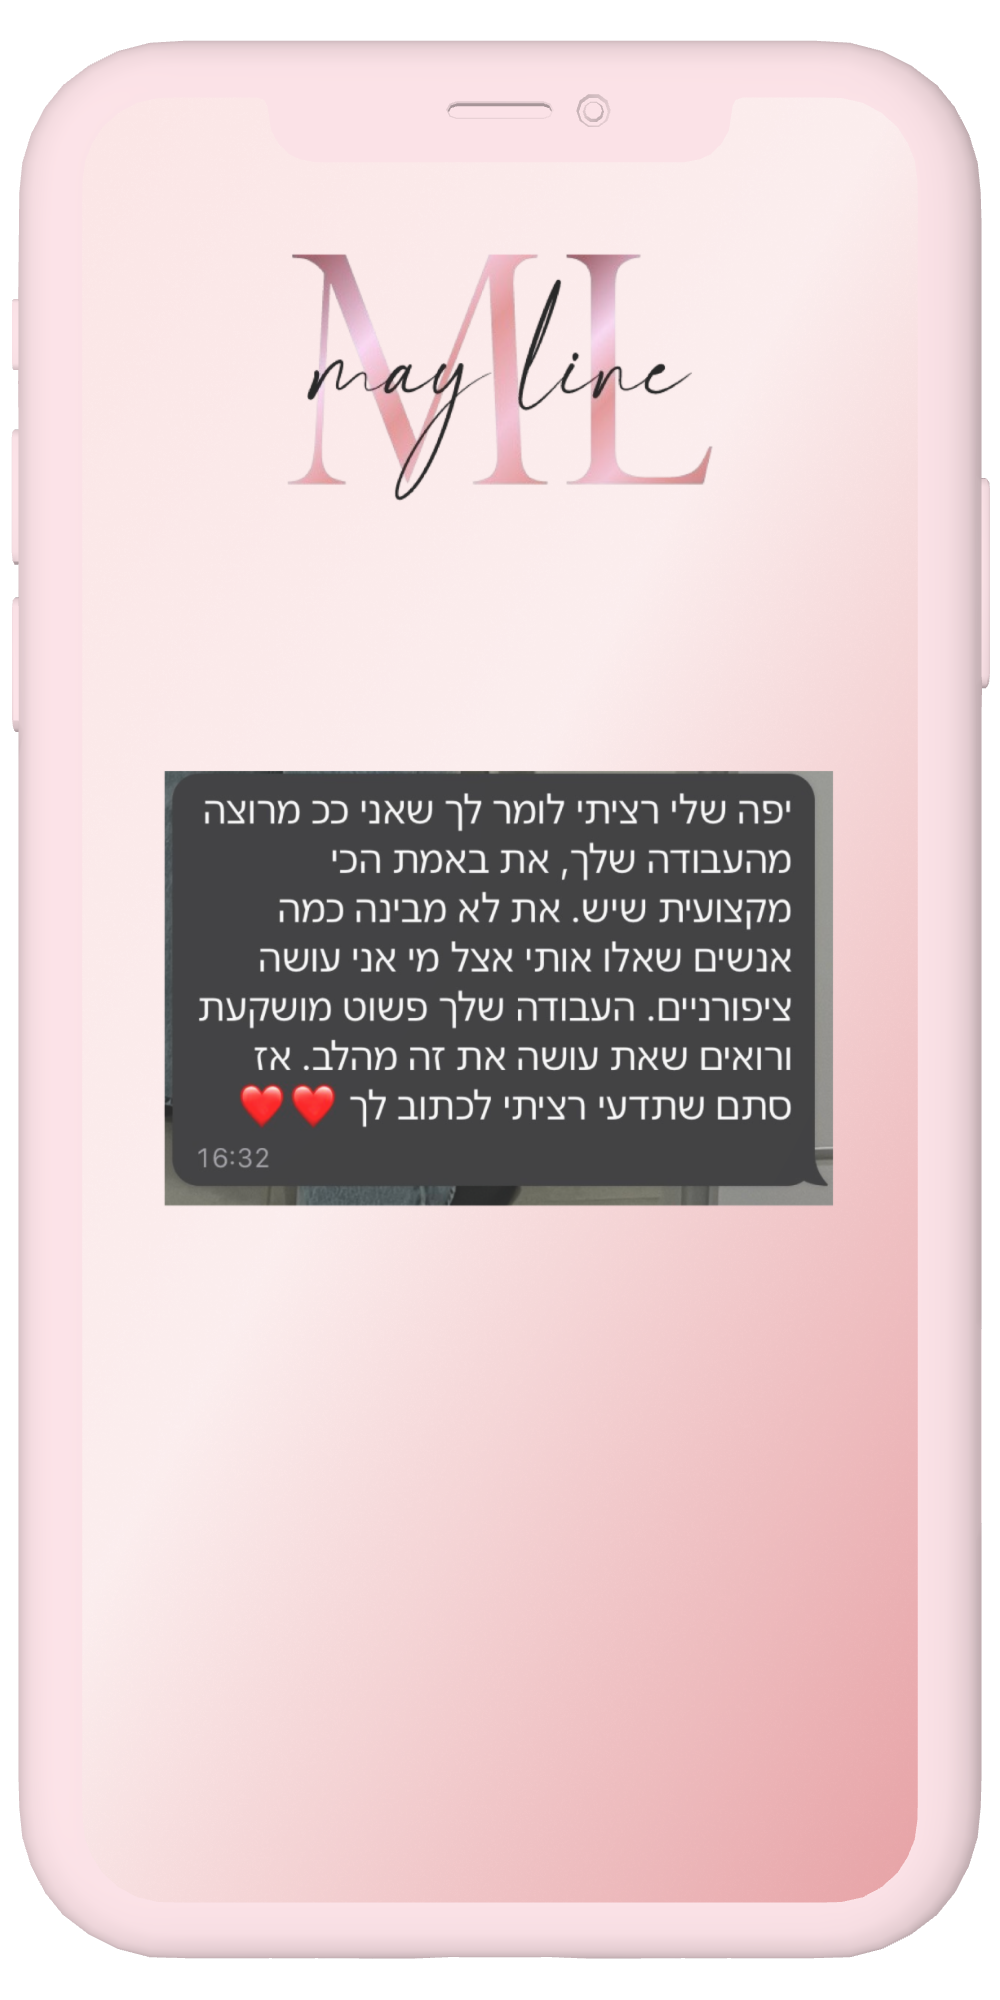 ML
may line
יפה שלי רציתי לומר לך שאני ככ מרוצה
מהעבודה שלך, את באמת הכי
מקצועית שיש. את לא מבינה כמה
אנשים שאלו אותי אצל מי אני עושה
ציפורניים. העבודה שלך פשוט מושקעת
ורואים שאת עושה את זה מהלב. אז
סתם שתדעי רציתי לכתוב לך ❤️❤️
16:32